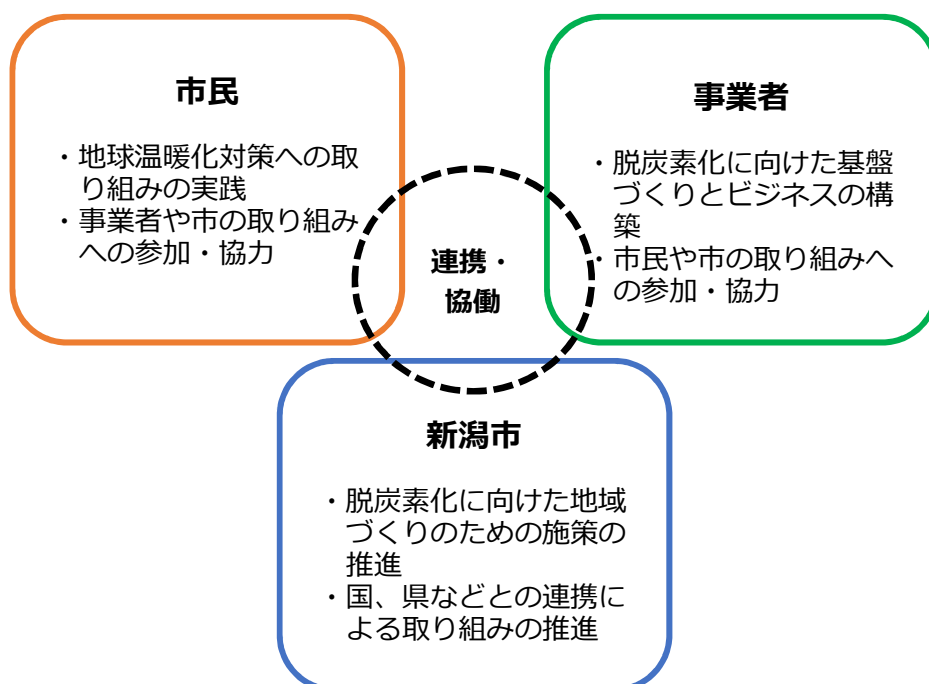 市民
・地球温暖化対策への取
り組みの実践
・事業者や市の取り組み
への参加・協力
事業者
・脱炭素化に向けた基盤
づくりとビジネスの構
築
・市民や市の取り組みへ
の参加・協力
連携・
協働
新潟市
・脱炭素化に向けた地域
づくりのための施策の
推進
・国、県などとの連携に
よる取り組みの推進